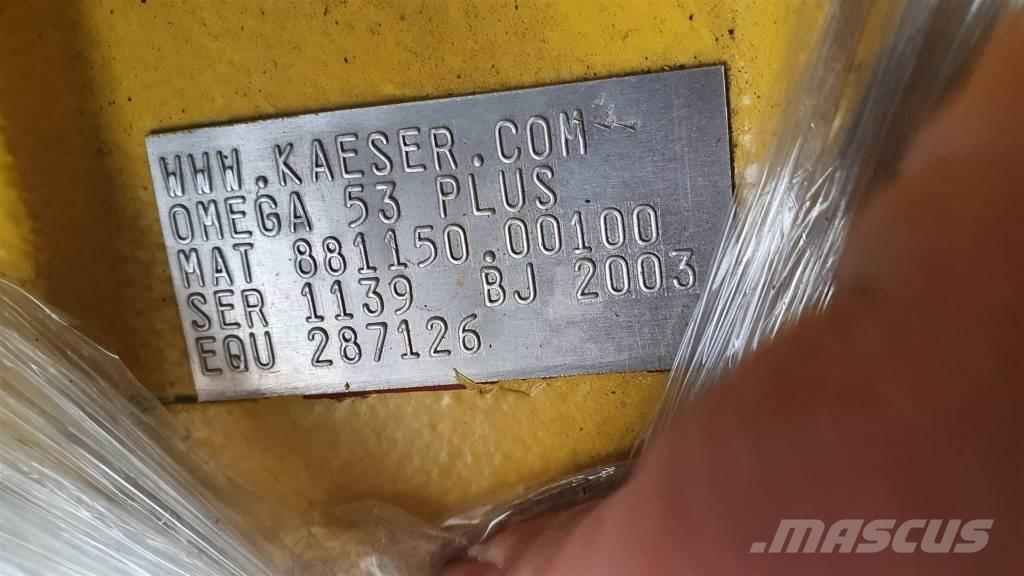 WWW.KAESER.COM
OMEGA 53 PLUS
MAT 881150.00100
SER 1139 BJ 2003
EQU 287126
.MASCUS